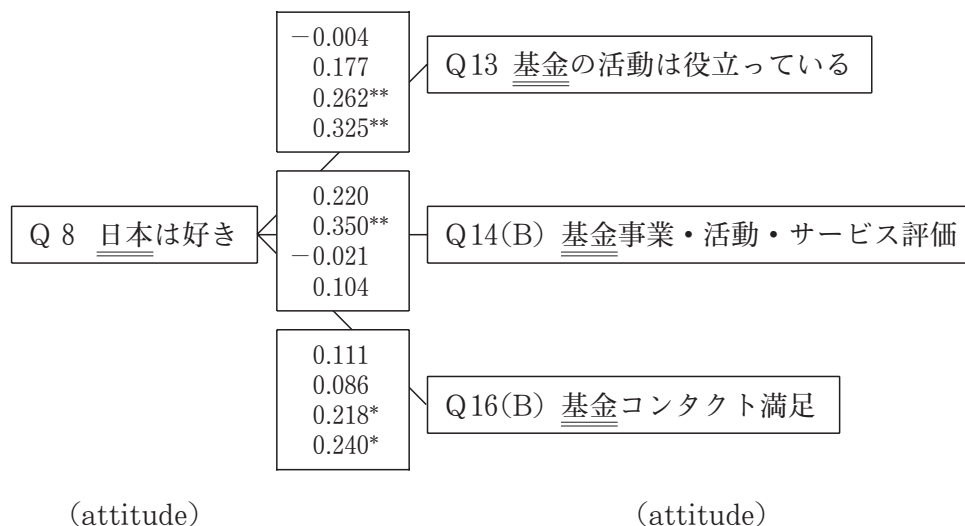 −0.004
0.177
0.262**
0.325**
Q13 基金の活動は役立っている
0.220
0.350**
−0.021
0.104
Q 8 日本は好き
Q14(B) 基金事業・活動・サービス評価
0.111
0.086
0.218*
0.240*
Q16(B) 基金コンタクト満足
(attitude) (attitude)